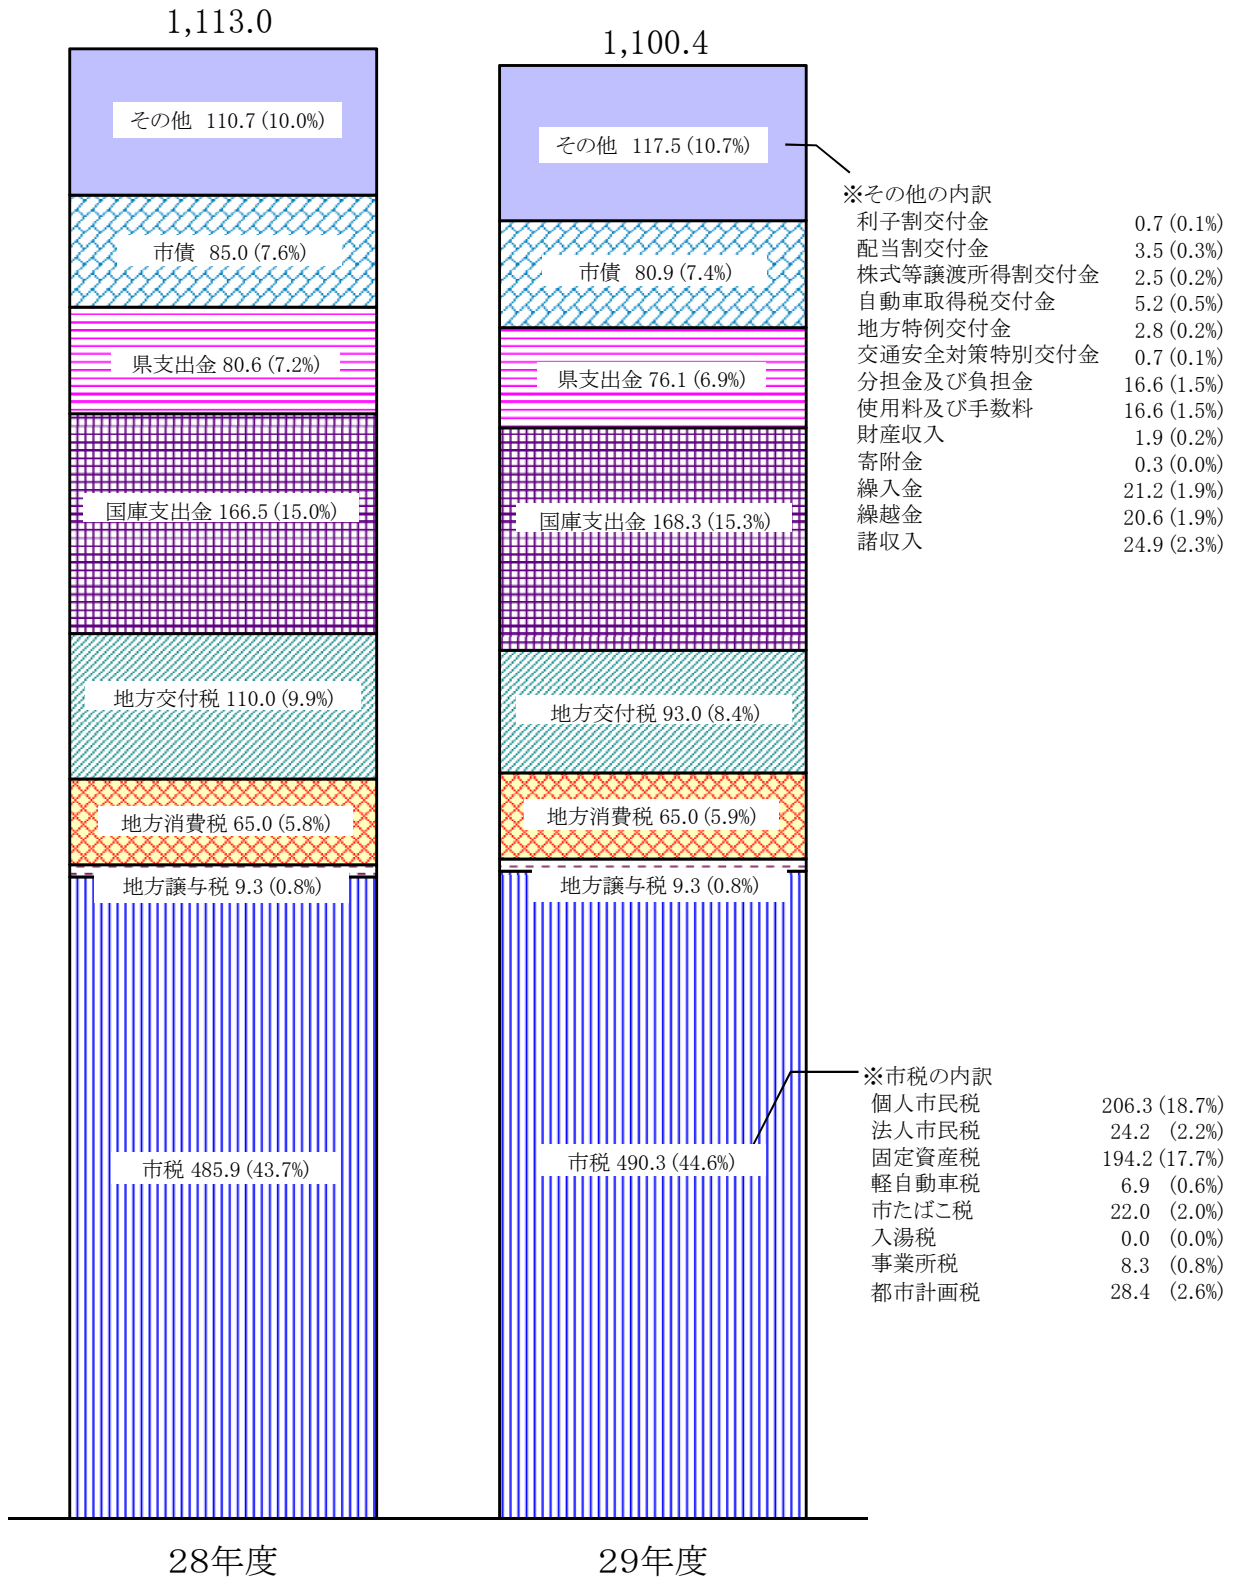 1,113.0
その他 110.7 (10.0%)
市債 85.0 (7.6%)
県支出金 80.6 (7.2%)
国庫支出金 166.5 (15.0%)
地方交付税 110.0 (9.9%)
地方消費税 65.0 (5.8%)
地方譲与税 9.3 (0.8%)
市税 485.9 (43.7%)
28年度
1,100.4
その他 117.5 (10.7%)
市債 80.9 (7.4%)
県支出金 76.1 (6.9%)
国庫支出金 168.3 (15.3%)
地方交付税 93.0 (8.4%)
地方消費税 65.0 (5.9%)
地方譲与税 9.3 (0.8%)
市税 490.3 (44.6%)
29年度
※その他の内訳
利子割交付金 0.7 (0.1%)
配当割交付金 3.5 (0.3%)
株式等譲渡所得割交付金 2.5 (0.2%)
自動車取得税交付金 5.2 (0.5%)
地方特例交付金 2.8 (0.2%)
交通安全対策特別交付金 0.7 (0.1%)
分担金及び負担金 16.6 (1.5%)
使用料及び手数料 16.6 (1.5%)
財産収入 1.9 (0.2%)
寄附金 0.3 (0.0%)
繰入金 21.2 (1.9%)
繰越金 20.6 (1.9%)
諸収入 24.9 (2.3%)
※市税の内訳
個人市民税 206.3 (18.7%)
法人市民税 24.2 (2.2%)
固定資産税 194.2 (17.7%)
軽自動車税 6.9 (0.6%)
市たばこ税 22.0 (2.0%)
入湯税 0.0 (0.0%)
事業所税 8.3 (0.8%)
都市計画税 28.4 (2.6%)